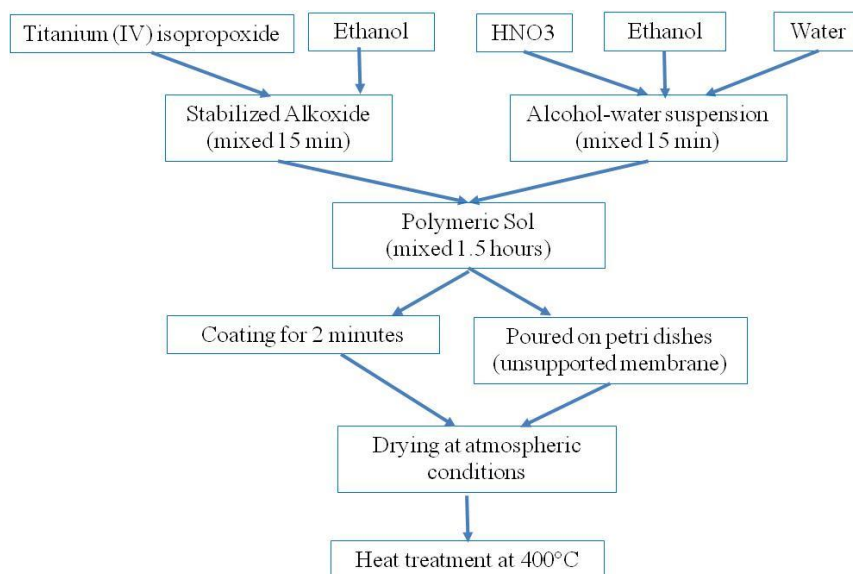 Titanium (IV) isopropoxide
Ethanol
HNO3
Ethanol
Water
Stabilized Alkoxide
(mixed 15 min)
Alcohol-water suspension
(mixed 15 min)
Polymeric Sol
(mixed 1.5 hours)
Coating for 2 minutes
Poured on petri dishes
(unsupported membrane)
Drying at atmospheric
conditions
Heat treatment at 400°C